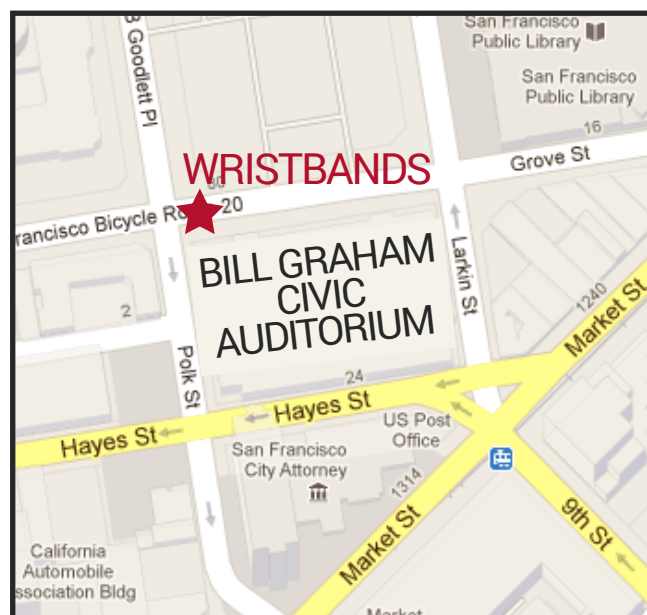 San Francisco
Public Library
B Goodlett Pl
San Francisco
Public Library
16
Grove St
WRISTBANDS
20
Francisco Bicycle
BILL GRAHAM
CIVIC
AUDITORIUM
Larkin St
1240
Market St
2
Polk St
24
Hayes St
US Post
Office
Hayes St
San Francisco
City Attorney
1314
Market St
9th St
California
Automobile
ssociation Bldg
Market